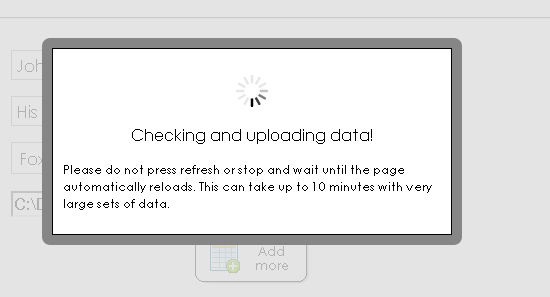 Joh
His
Checking and uploading data!
Fox
Please do not press refresh or stop and wait until the page
automatically reloads. This can take up to 10 minutes with very
large sets of data.
C:\D
Add
more